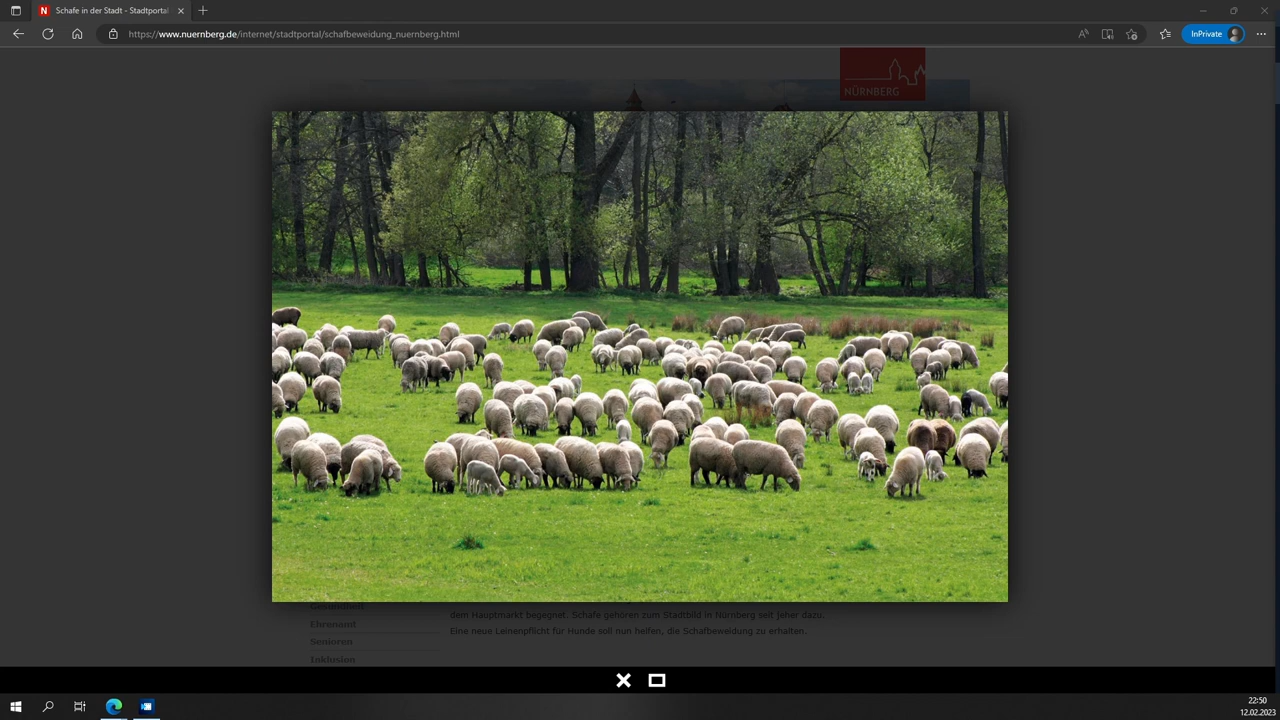 Schafe in der Stadt - Stadtportal
https://www.nuernberg.de/internet/stadtportal/schafbeweidung_nuernberg.html
InPrivate
NÜRNBERG
Gesundheit
dem Hauptmarkt begegnet. Schafe gehören zum Stadtbild in Nürnberg seit jeher dazu.
Ehrenamt
Eine neue Leinenpflicht für Hunde soll nun helfen, die Schafbeweidung zu erhalten.
Senioren
Inklusion
22:50
12.02.2023